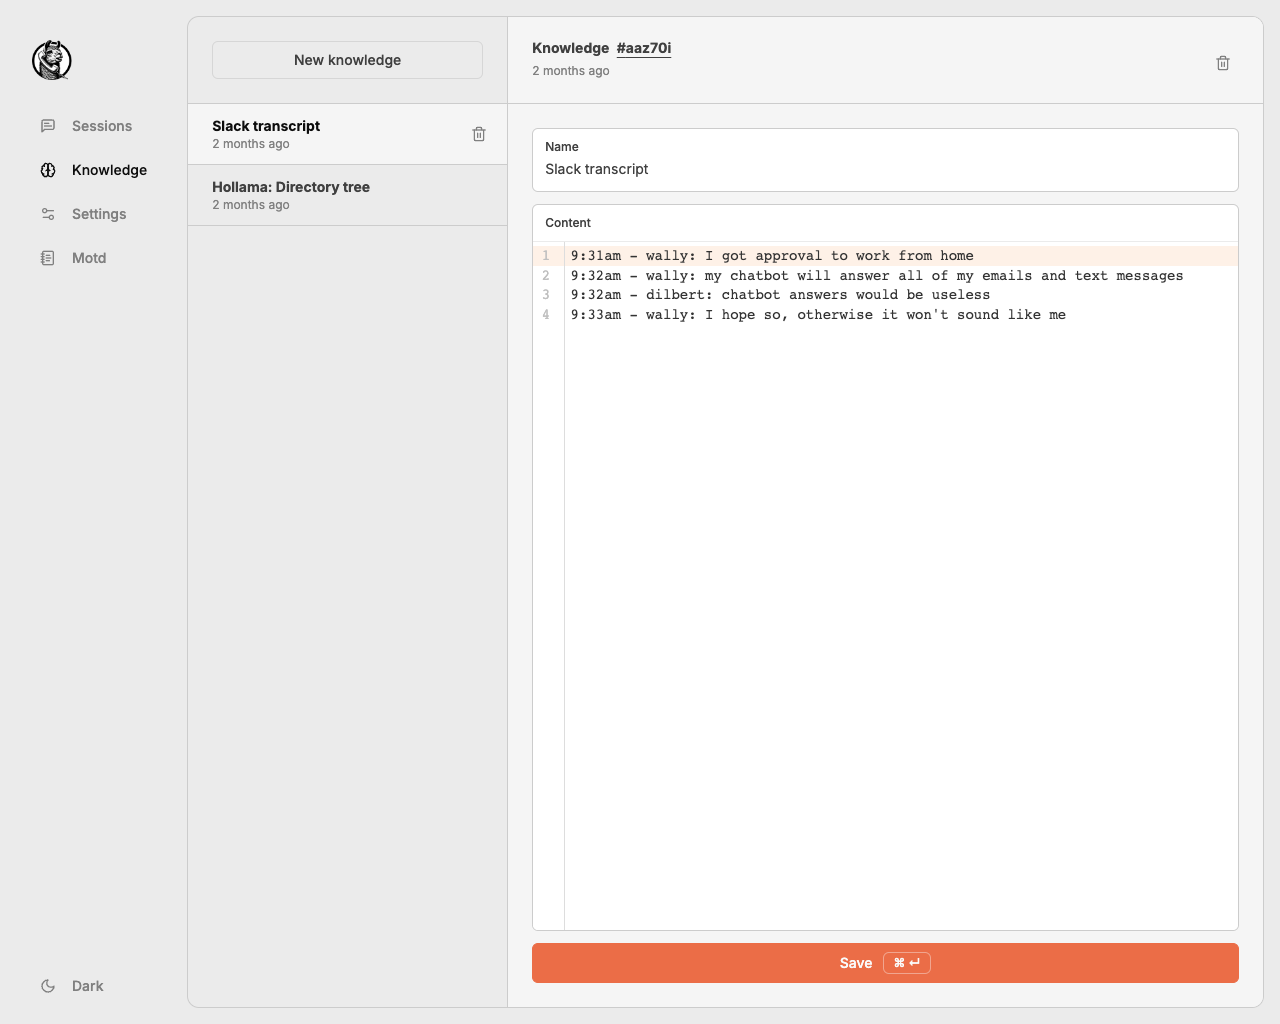 Sessions
Knowledge
Settings
Motd
Dark
New knowledge
Slack transcript
2 months ago
Hollama: Directory tree
2 months ago
Knowledge #aaz70i
2 months ago
Name
Slack transcript
Content
1 9:31am - wally: I got approval to work from home
2 9:32am - wally: my chatbot will answer all of my emails and text messages
3 9:32am - dilbert: chatbot answers would be useless
4 9:33am - wally: I hope so, otherwise it won't sound like me
Save ⌘ ↵